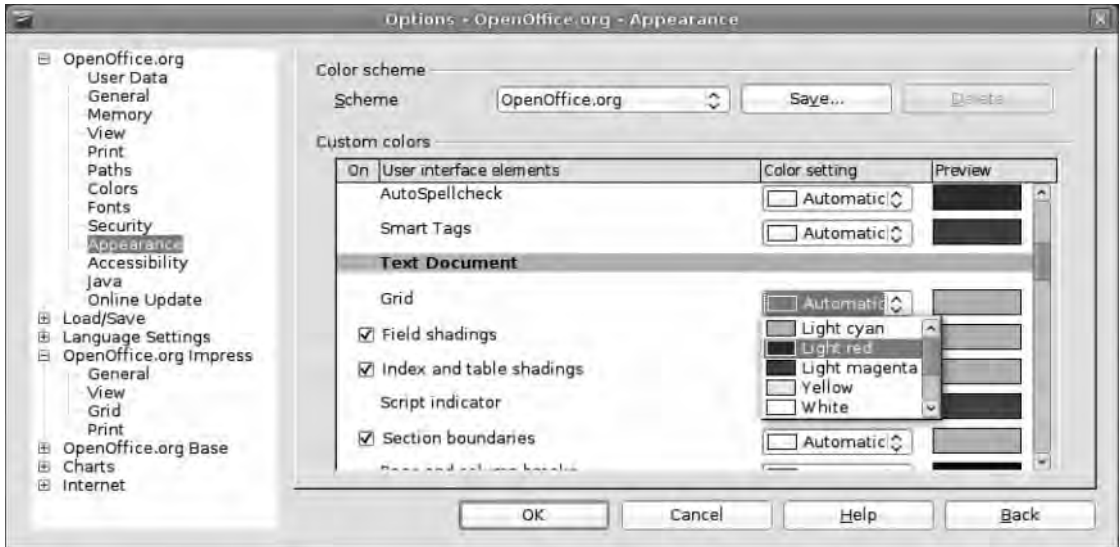 Options - OpenOffice.org - Appearance
OpenOffice.org
User Data
General
Memory
View
Print
Paths
Colors
Fonts
Security
Appearance
Accessibility
Java
Online Update
Load/Save
Language Settings
OpenOffice.org Impress
General
View
Grid
Print
OpenOffice.org Base
Charts
Internet
Color scheme
Scheme OpenOffice.org Save... Delete
Custom colors
On User interface elements Color setting Preview
AutoSpellcheck Automatic
Smart Tags Automatic
Text Document
Grid Automatic
Field shadings Light cyan
Light red
Index and table shadings Light magenta
Yellow
Script indicator White
Section boundaries Automatic
OK Cancel Help Back